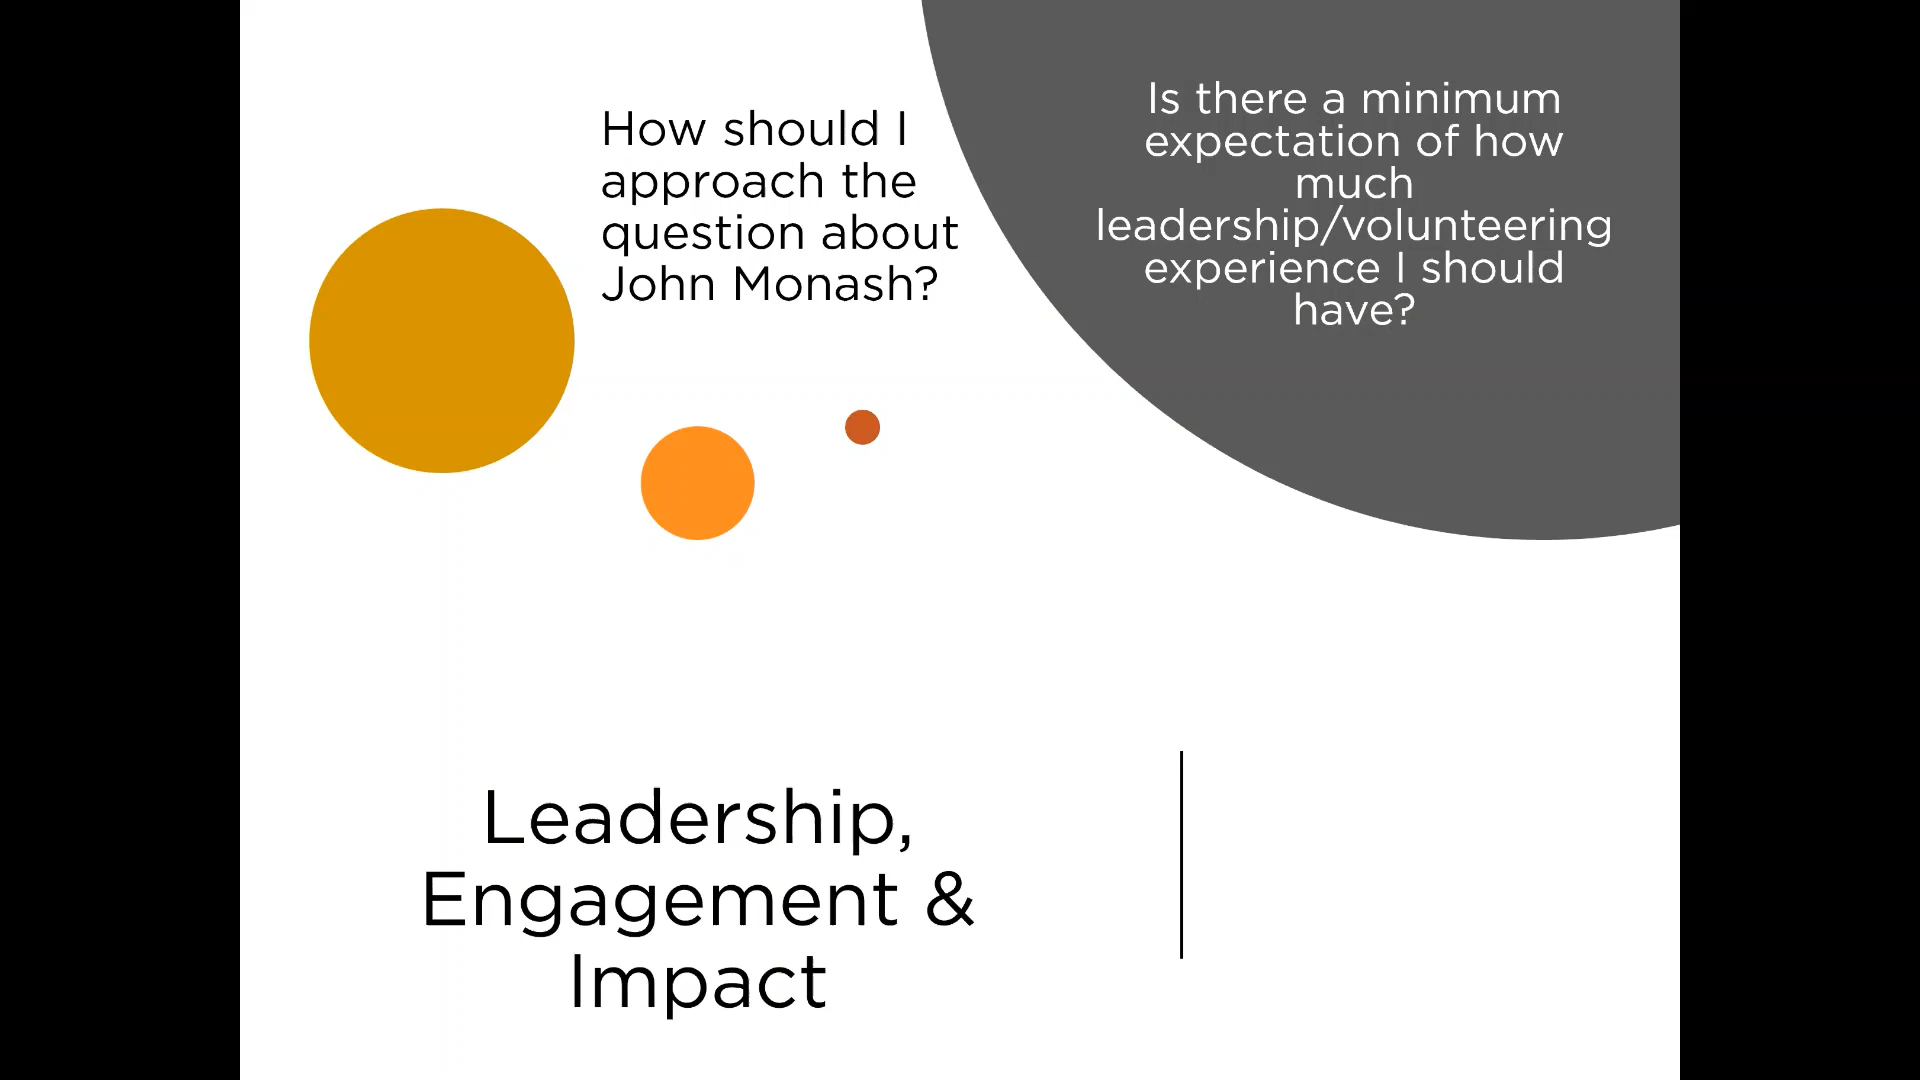 How should I
approach the
question about
John Monash?
Is there a minimum
expectation of how
much
leadership/volunteering
experience I should
have?
Leadership,
Engagement &
Impact